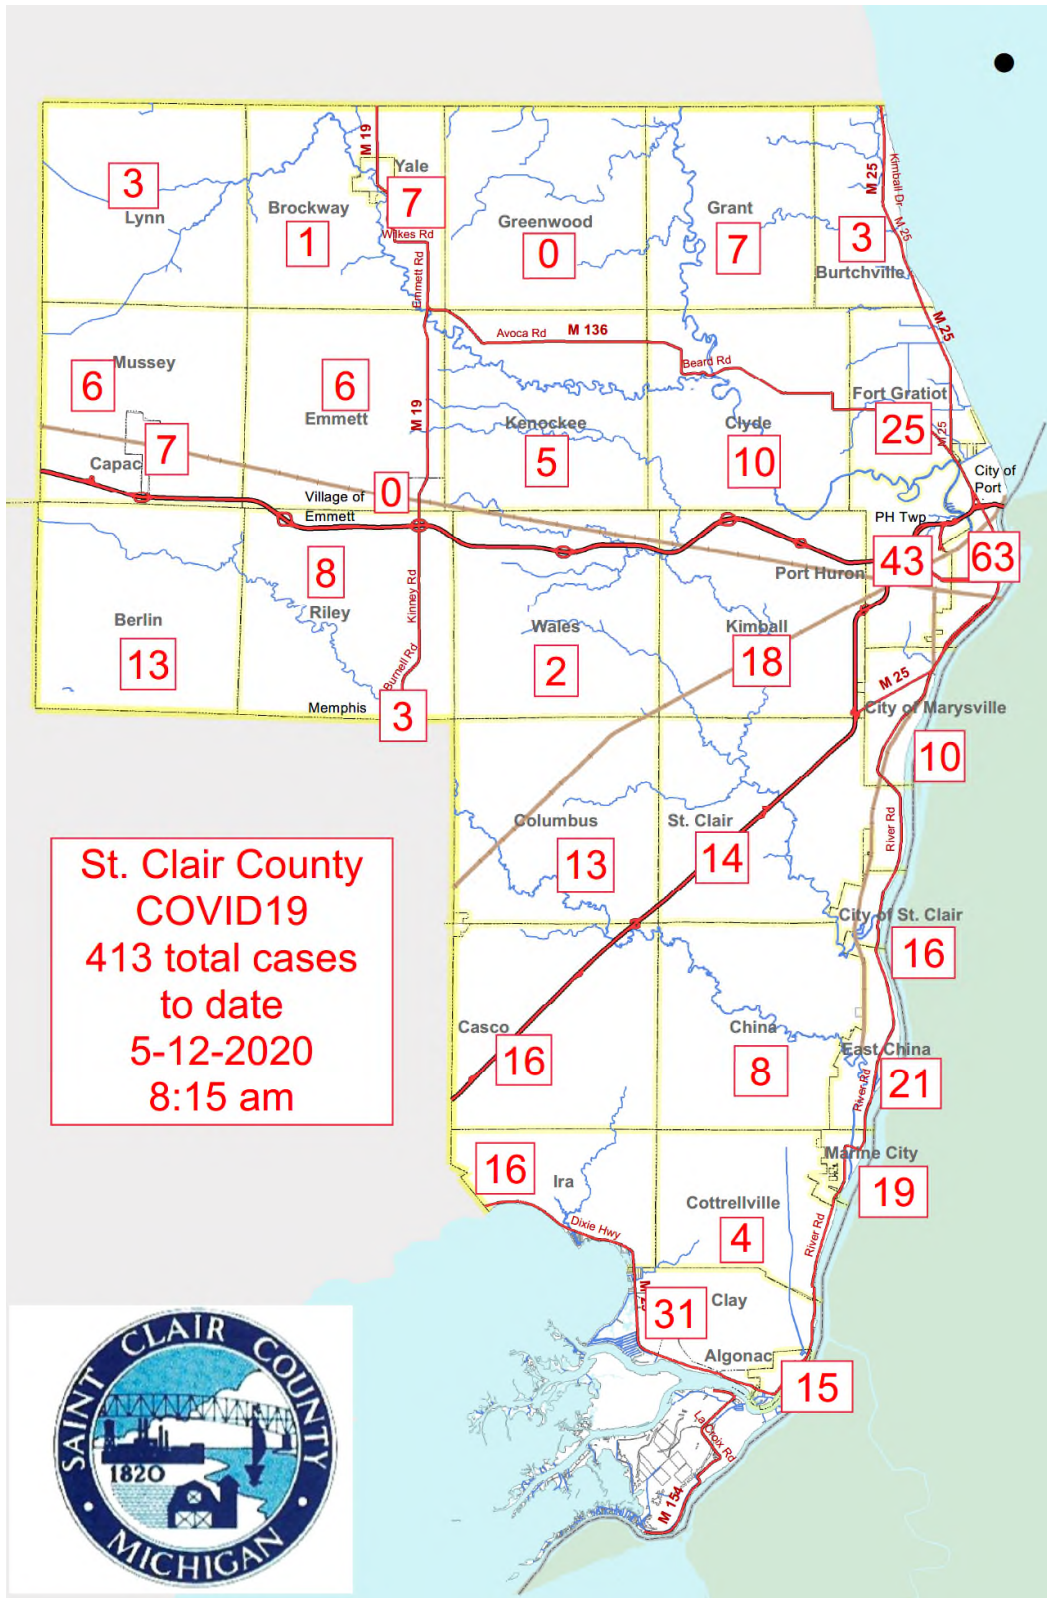 M 19
Yale
7
3
Lynn
Brockway
1
Wilkes Rd
Emmett Rd
Greenwood
0
Grant
7
M 25
Kimball Dr
M 25
3
Burtchville
M 25
Avoca Rd
M 136
Beard Rd
Mussey
6
6
Emmett
M 19
Kenockee
5
Clyde
10
Fort Gratiot
25
M 25
7
Capac
0
Village of
Emmett
City of
Port
PH Twp
43
63
Port Huron
8
Riley
Kinney Rd
Berlin
13
Wales
2
Kimball
18
Burnell Rd
Memphis
3
M 25
City of Marysville
10
River Rd
Columbus
13
St. Clair
14
St. Clair County
COVID19
413 total cases
to date
5-12-2020
8:15 am
City of St. Clair
16
Casco
16
China
8
East China
21
River Rd
16
Ira
Marine City
19
Dixie Hwy
Cottrellville
4
River Rd
31
Clay
Algonac
15
La Croix Rd
M 154
SAINT CLAIR COUNTY
1820
MICHIGAN